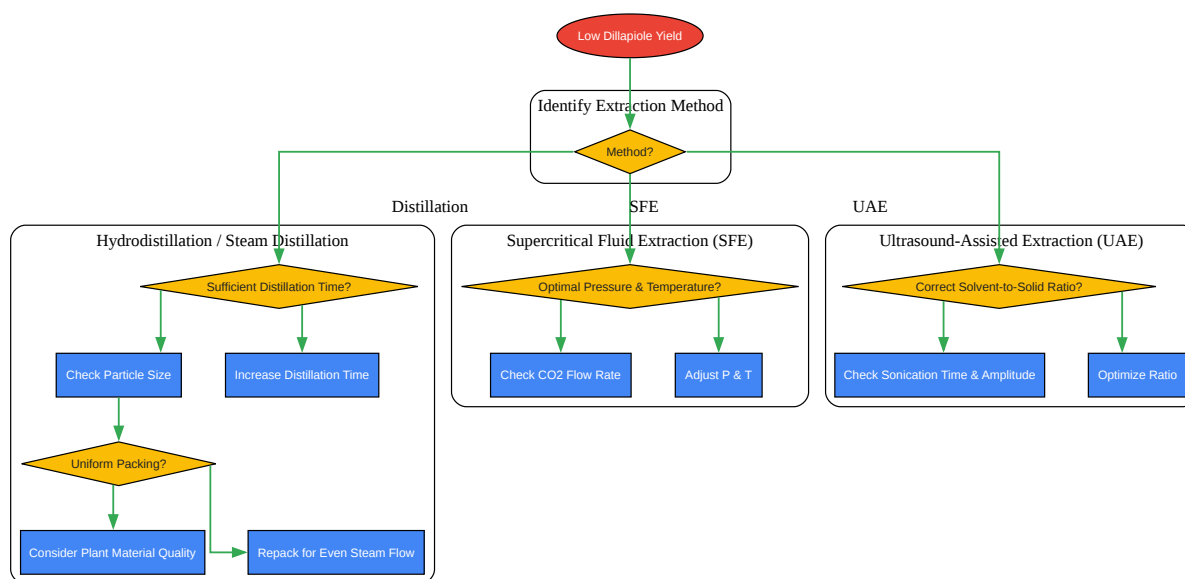 Low Dillapiole Yield
Identify Extraction Method
Method?
Distillation
SFE
UAE
Hydrodistillation / Steam Distillation
Supercritical Fluid Extraction (SFE)
Ultrasound-Assisted Extraction (UAE)
Sufficient Distillation Time?
Optimal Pressure & Temperature?
Correct Solvent-to-Solid Ratio?
Check Particle Size
Increase Distillation Time
Check CO2 Flow Rate
Adjust P & T
Check Sonication Time & Amplitude
Optimize Ratio
Uniform Packing?
Consider Plant Material Quality
Repack for Even Steam Flow